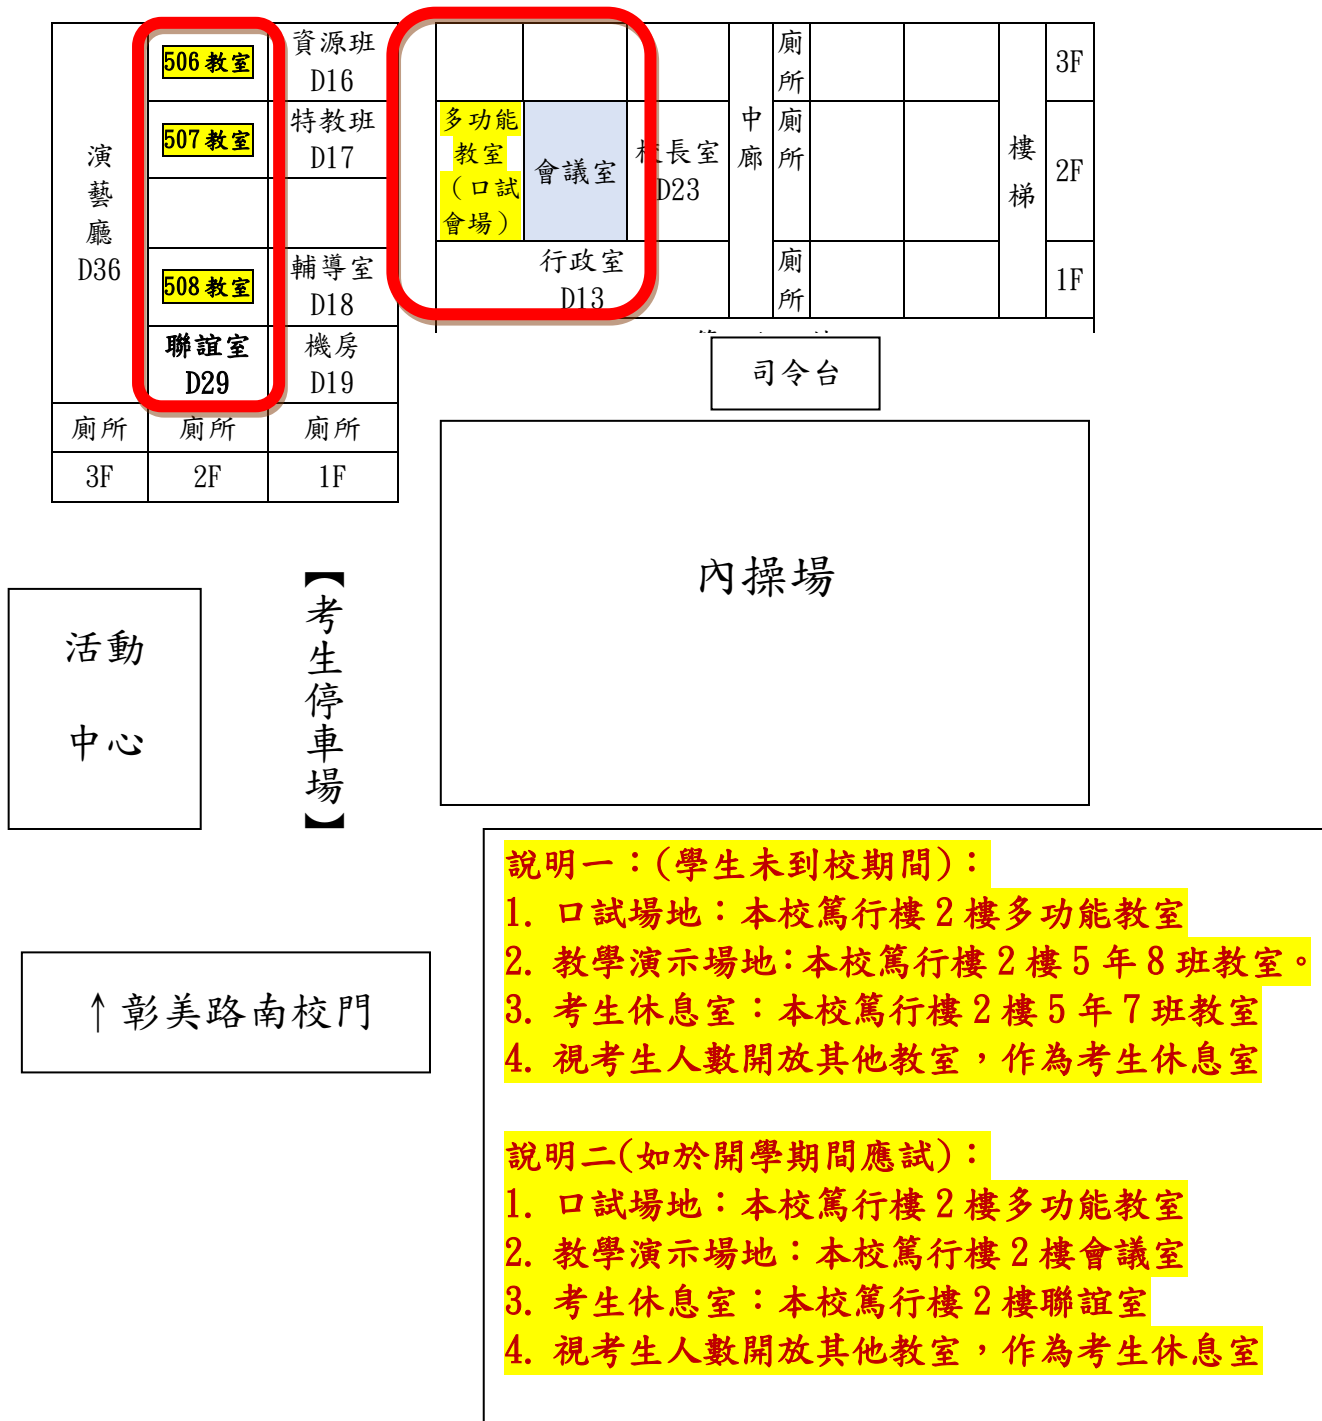 506教室
資源班
D16
507教室
特教班
D17
演
藝
廳
D36
508教室
輔導室
D18
聯誼室
D29
機房
D19
廁所
廁所
廁所
3F
2F
1F
廁
所
3F
多功能
教室
（口試
會場）
會議室
校長室
D23
中
廊
廁
所
樓
梯
2F
行政室
D13
廁
所
1F
司令台
內操場
活動
中心
【考生停車場】
↑彰美路南校門
說明一：(學生未到校期間)：
1. 口試場地：本校篤行樓2樓多功能教室
2. 教學演示場地：本校篤行樓2樓5年8班教室。
3. 考生休息室：本校篤行樓2樓5年7班教室
4. 視考生人數開放其他教室，作為考生休息室
說明二(如於開學期間應試)：
1. 口試場地：本校篤行樓2樓多功能教室
2. 教學演示場地：本校篤行樓2樓會議室
3. 考生休息室：本校篤行樓2樓聯誼室
4. 視考生人數開放其他教室，作為考生休息室